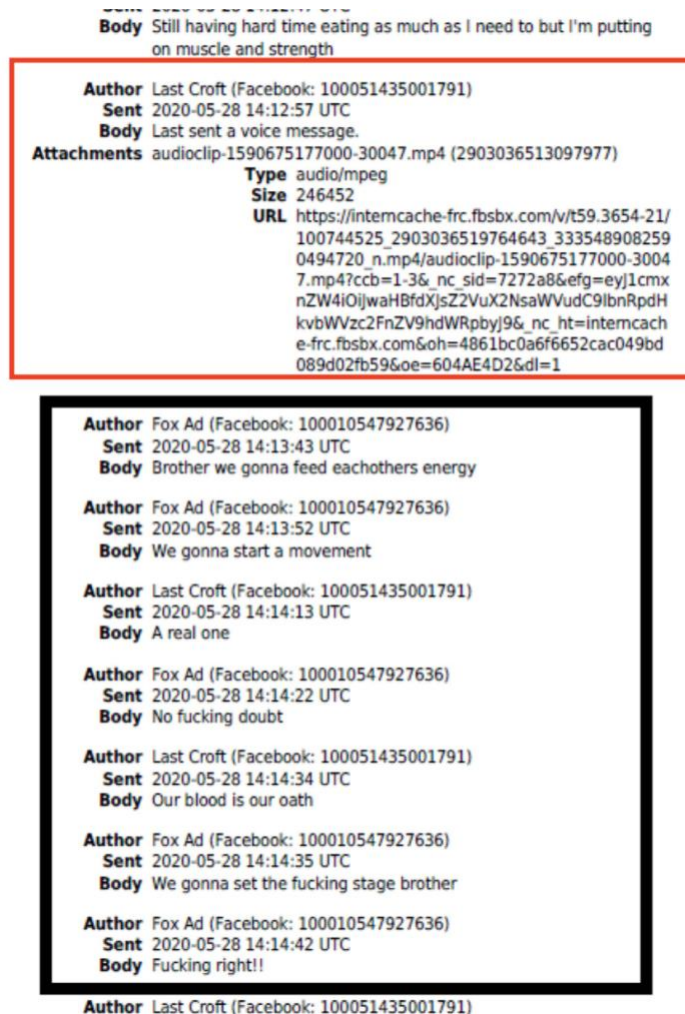 Body Still having hard time eating as much as I need to but I'm putting
on muscle and strength
Author Last Croft (Facebook: 100051435001791)
Sent 2020-05-28 14:12:57 UTC
Body Last sent a voice message.
Attachments audioclip-1590675177000-30047.mp4 (2903036513097977)
Type audio/mpeg
Size 246452
URL https://interncache-frc.fbsbx.com/v/t59.3654-21/
100744525_2903036519764643_333548908259
0494720_n.mp4/audioclip-1590675177000-3004
7.mp4?ccb=1-3&_nc_sid=7272a8&efg=eyJ1cmx
nZW4iOiJwaHBfdXJsZ2VuX2NsaWVudC9lbnRpdH
kvbWVzc2FnZV9hdWRpbyJ9&_nc_ht=interncach
e-frc.fbsbx.com&oh=4861bc0a6f6652cac049bd
089d02fb59&oe=604AE4D2&dl=1
Author Fox Ad (Facebook: 100010547927636)
Sent 2020-05-28 14:13:43 UTC
Body Brother we gonna feed eachothers energy
Author Fox Ad (Facebook: 100010547927636)
Sent 2020-05-28 14:13:52 UTC
Body We gonna start a movement
Author Last Croft (Facebook: 100051435001791)
Sent 2020-05-28 14:14:13 UTC
Body A real one
Author Fox Ad (Facebook: 100010547927636)
Sent 2020-05-28 14:14:22 UTC
Body No fucking doubt
Author Last Croft (Facebook: 100051435001791)
Sent 2020-05-28 14:14:34 UTC
Body Our blood is our oath
Author Fox Ad (Facebook: 100010547927636)
Sent 2020-05-28 14:14:35 UTC
Body We gonna set the fucking stage brother
Author Fox Ad (Facebook: 100010547927636)
Sent 2020-05-28 14:14:42 UTC
Body Fucking right!!
Author Last Croft (Facebook: 100051435001791)